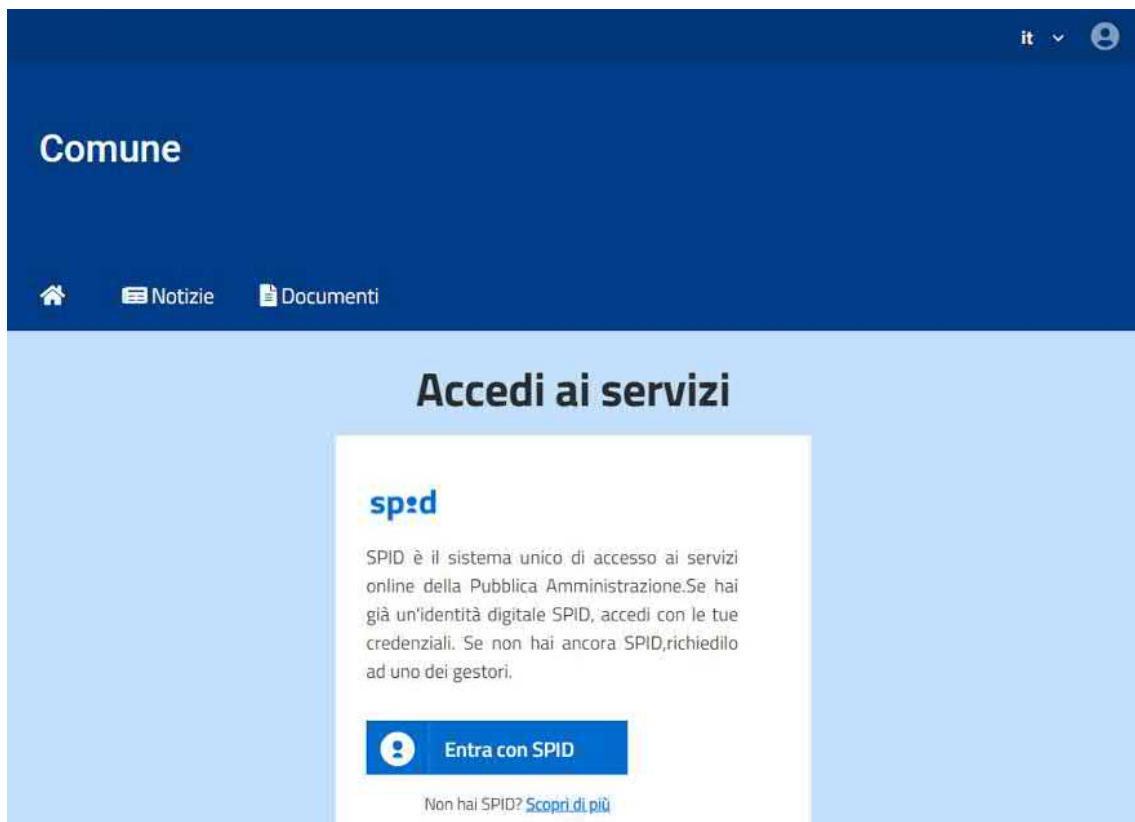 it
Comune
Notizie Documenti
Accedi ai servizi
spid
SPID è il sistema unico di accesso ai servizi
online della Pubblica Amministrazione.Se hai
già un'identità digitale SPID, accedi con le tue
credenziali. Se non hai ancora SPID,richiedilo
ad uno dei gestori.
Entra con SPID
Non hai SPID? Scopri di più